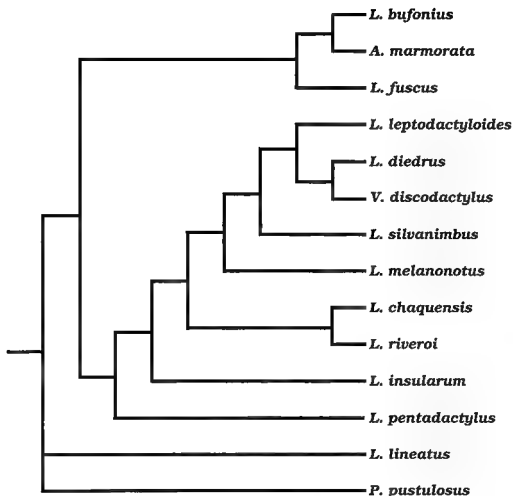 L. bufonius
A. marmorata
L. fuscus
L. leptodactyloides
L. diedrus
V. discodactylus
L. silvanimbus
L. melanonotus
L. chaquensis
L. riveroi
L. insularum
L. pentadactylus
L. lineatus
P. pustulosus